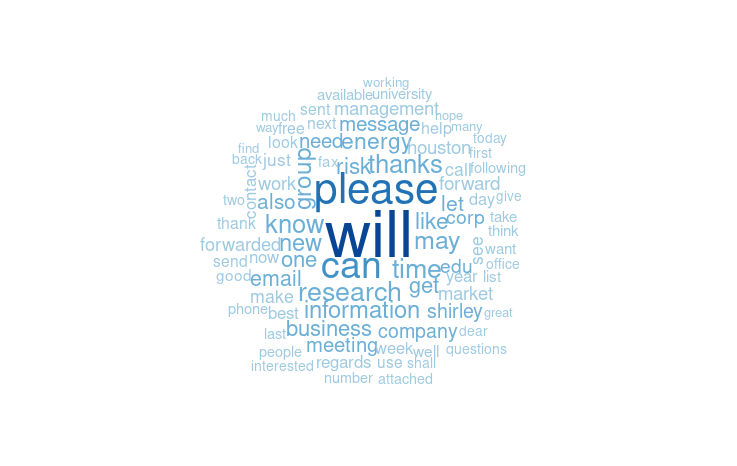 working
available university
sent management
much hope
way free next message help many
look need energy today
find houston first
back just fax risk thanks call following
contact group
work please forward
two also let day give
know like corp take
thank will think
forwarded new may see want
send now one can time edu office
good email get year list
make research market
phone best information shirley great
last business company dear
people meeting week well questions
interested regards use shall
number attached